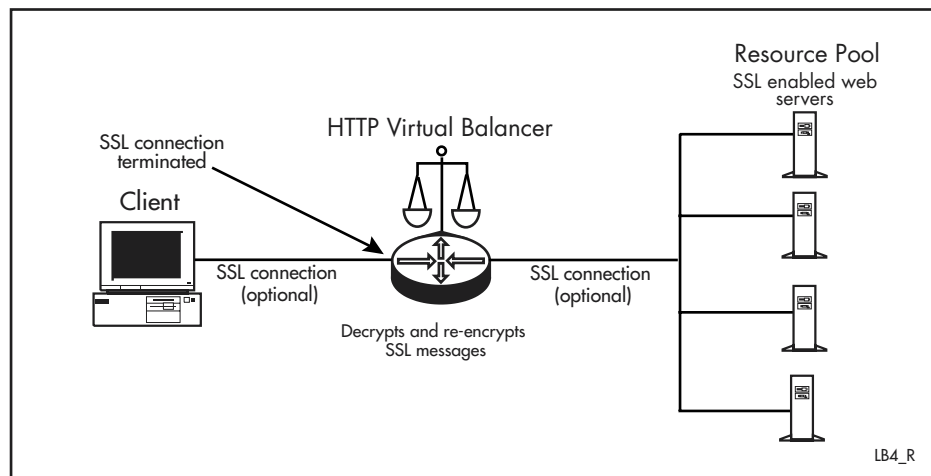 Resource Pool
SSL enabled web
servers
HTTP Virtual Balancer
SSL connection
terminated
Client
SSL connection
(optional)
SSL connection
(optional)
Decrypts and re-encrypts
SSL messages
LB4_R